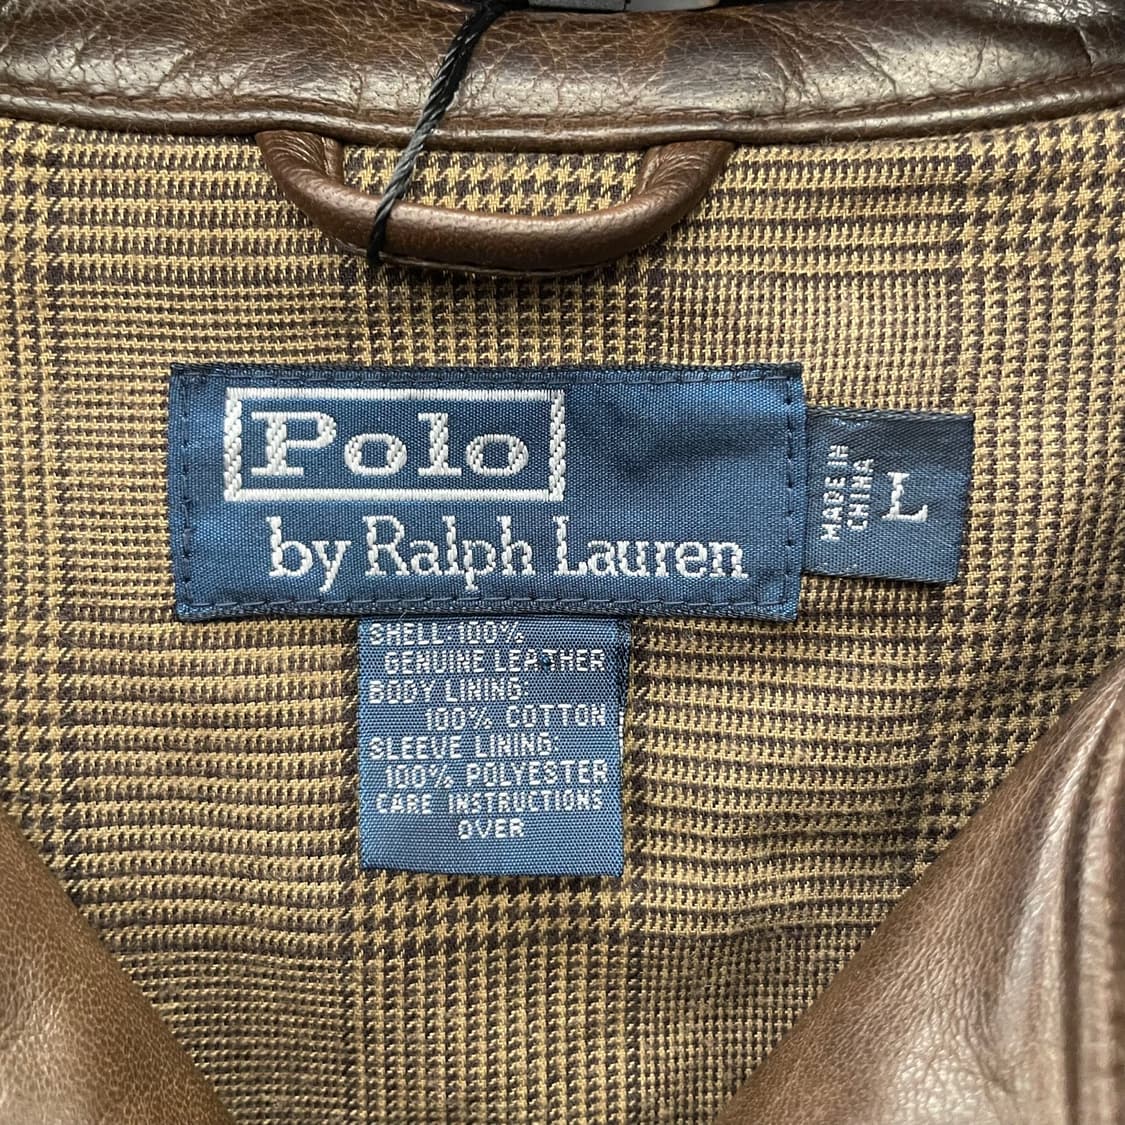 Polo
by Ralph Lauren
MADE IN
CHINA
L
SHELL: 100%
GENUINE LEATHER
BODY LINING:
100% COTTON
SLEEVE LINING:
100% POLYESTER
CARE INSTRUCTIONS
OVER